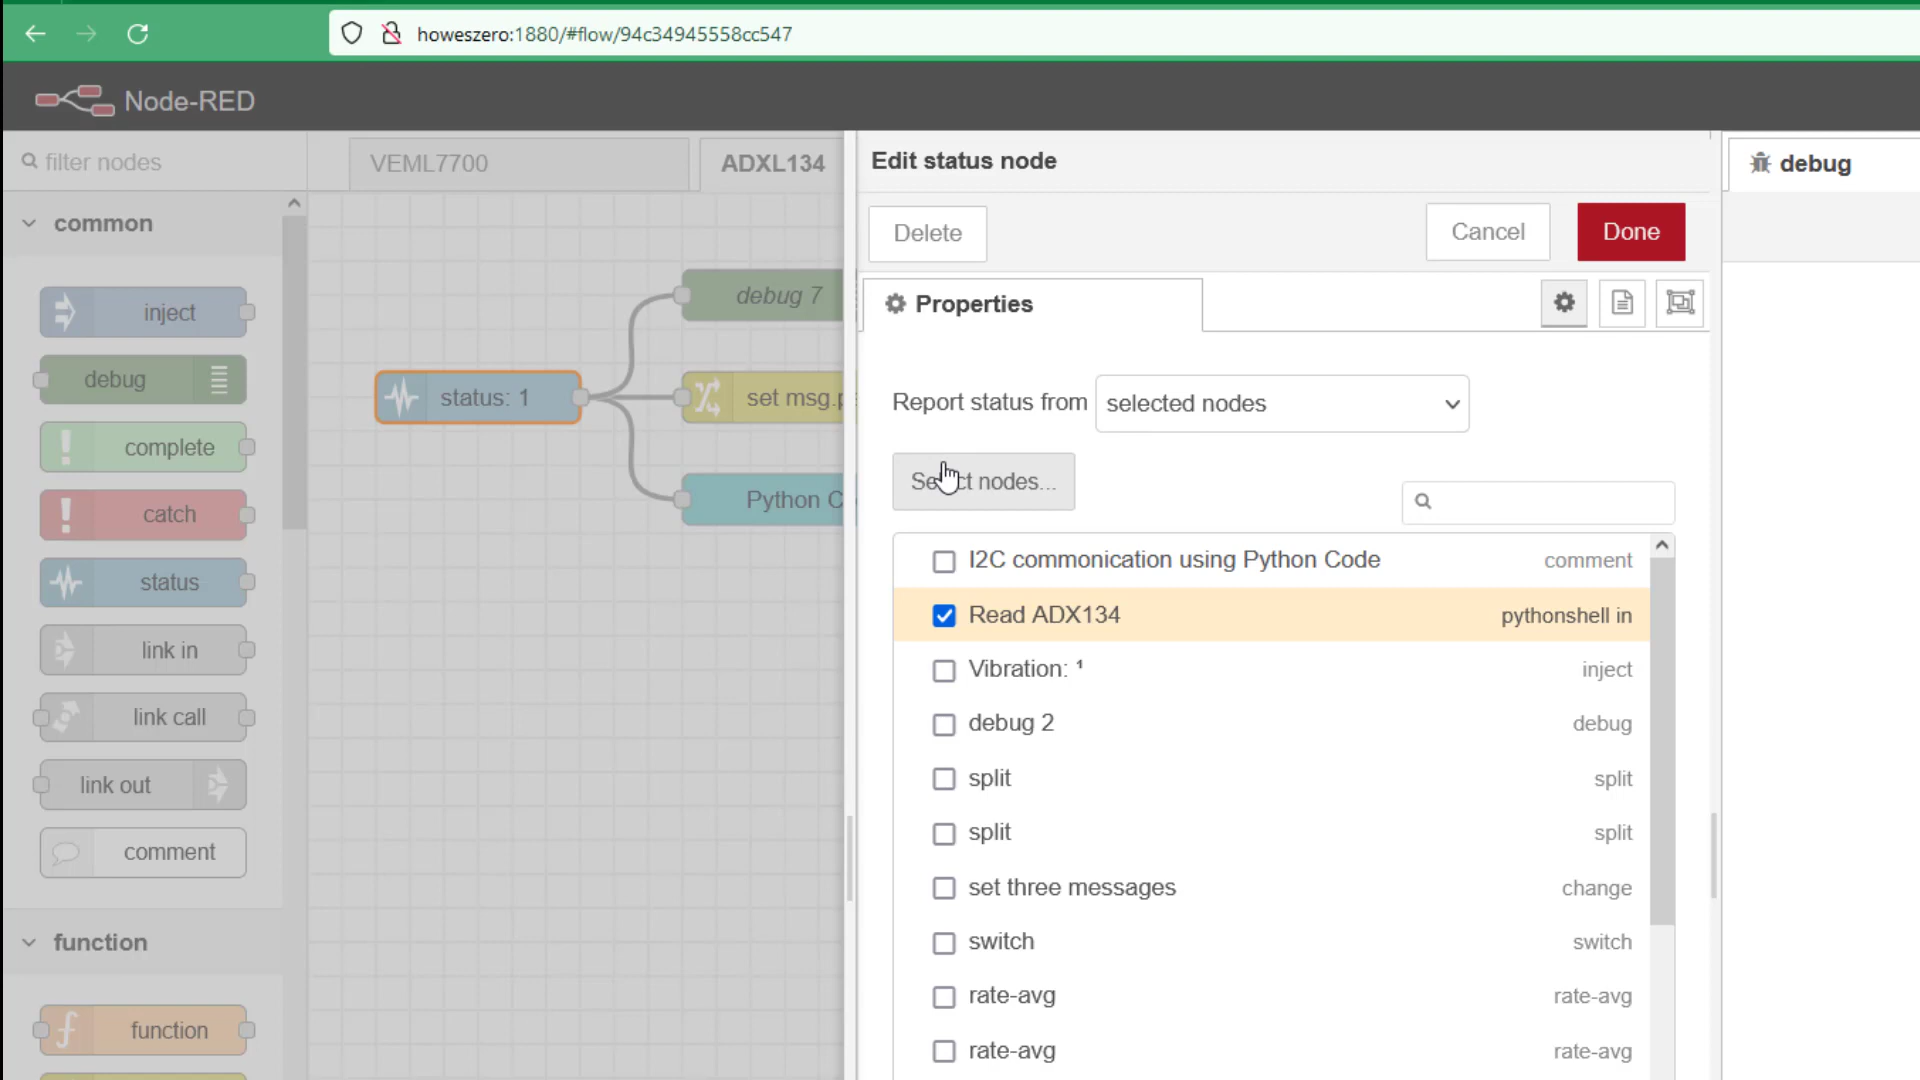 howeszero:1880/#flow/94c34945558cc547
Node-RED
filter nodes
VEML7700
ADXL134
Edit status node
debug
common
Delete
Cancel
Done
inject
debug 7
Properties
debug
status: 1
set msg.p
Report status from
selected nodes
complete
Select nodes...
Python C
catch
I2C commonication using Python Code
comment
status
Read ADX134
pythonshell in
link in
Vibration: ¹
inject
link call
debug 2
debug
link out
split
split
comment
split
split
set three messages
change
function
switch
switch
function
rate-avg
rate-avg
rate-avg
rate-avg